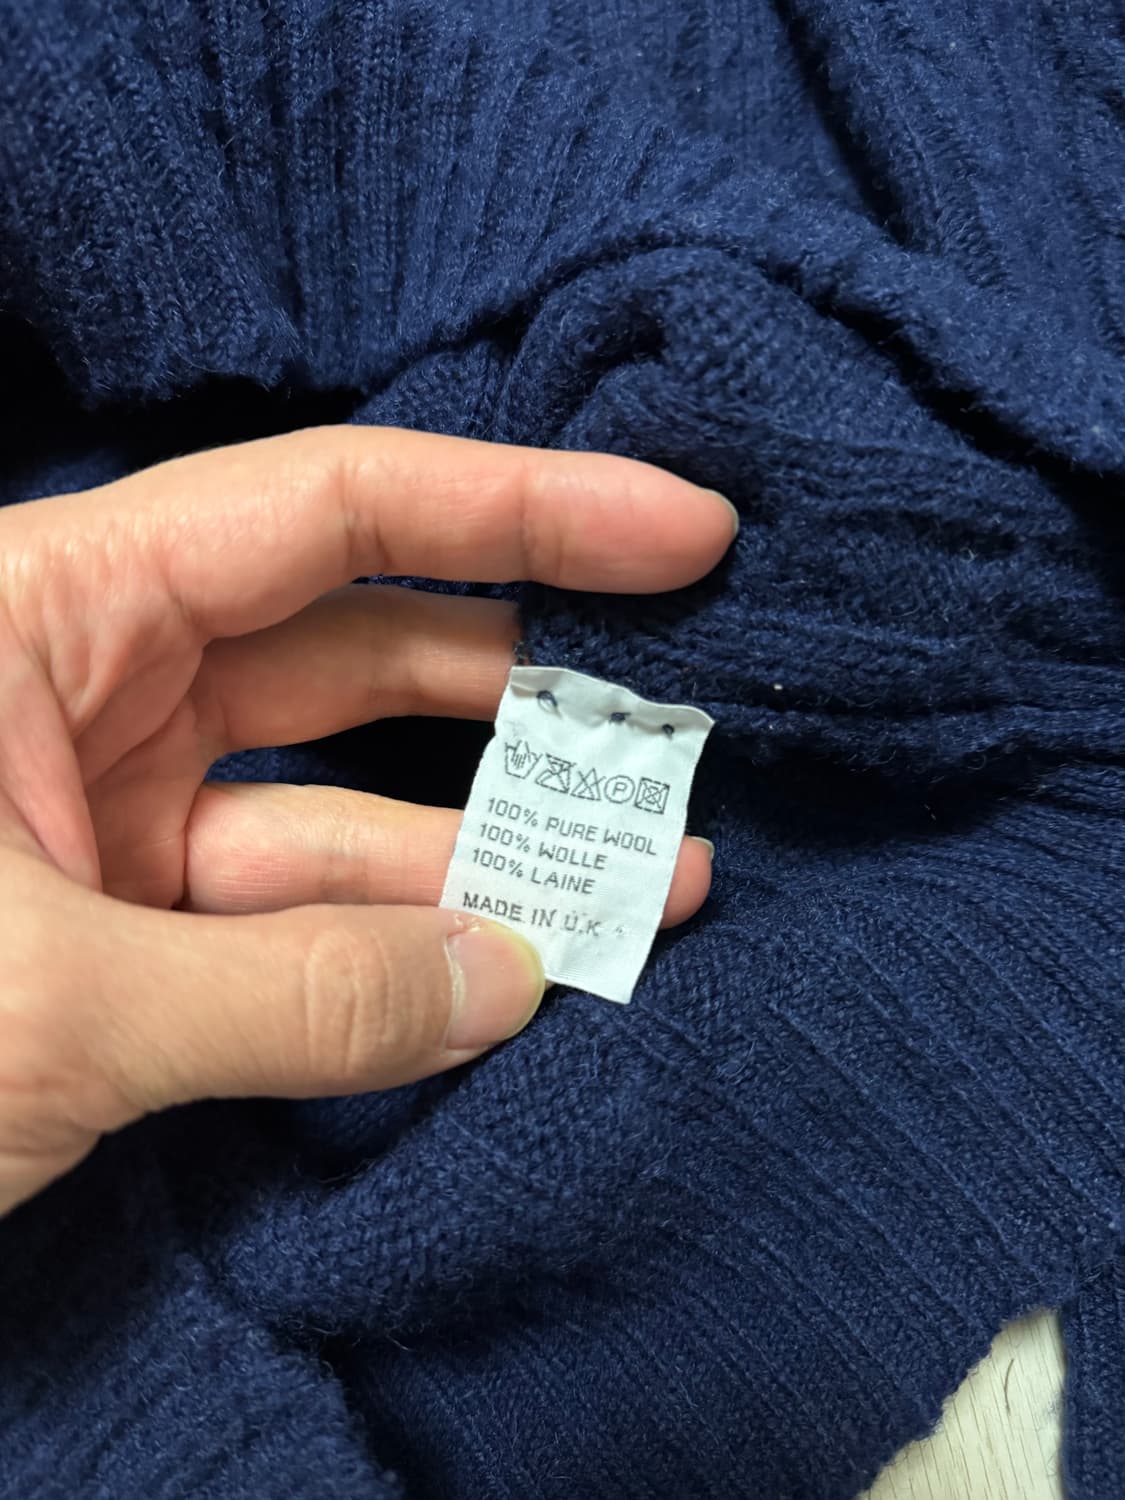 P
100% PURE WOOL
100% WOLLE
100% LAINE
MADE IN U.K